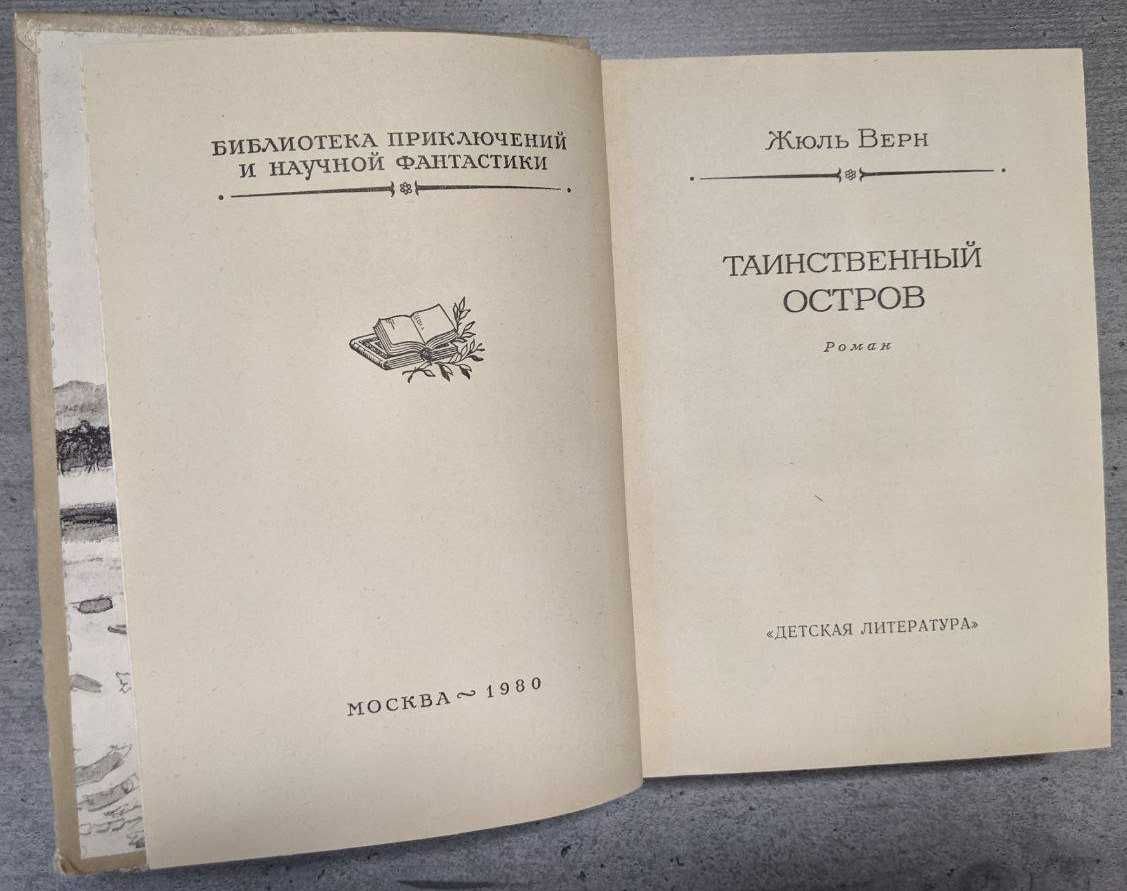 БИБЛИОТЕКА ПРИКЛЮЧЕНИЙ
И НАУЧНОЙ ФАНТАСТИКИ
МОСКВА ~ 1980
Жюль Верн
ТАИНСТВЕННЫЙ
ОСТРОВ
Роман
«ДЕТСКАЯ ЛИТЕРАТУРА»